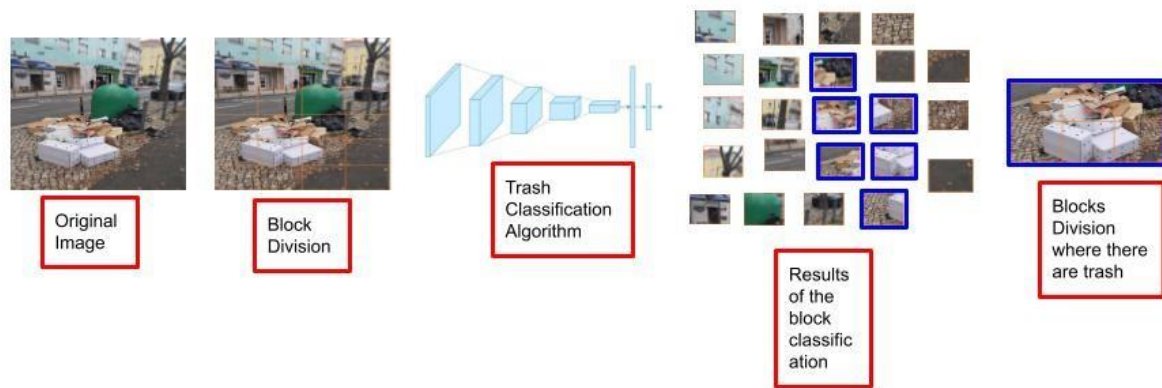 Original
Image
Block
Division
Trash
Classification
Algorithm
Results
of the
block
classific
ation
Blocks
Division
where there
are trash